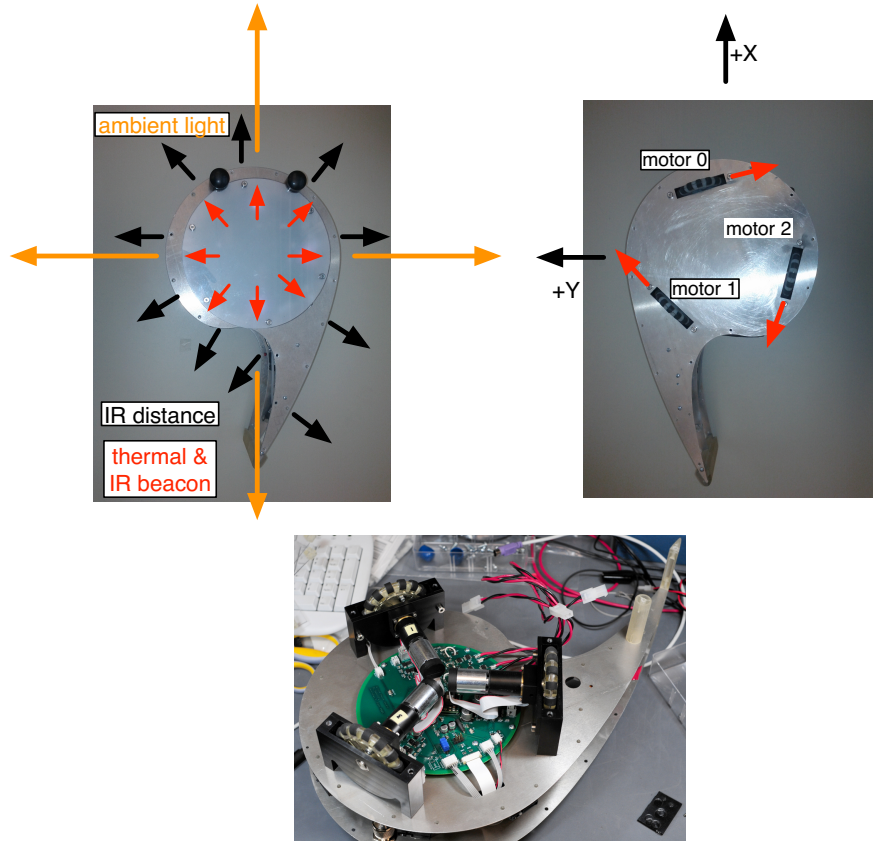 +X
ambient light
motor 0
motor 2
+Y
motor 1
IR distance
thermal &
IR beacon